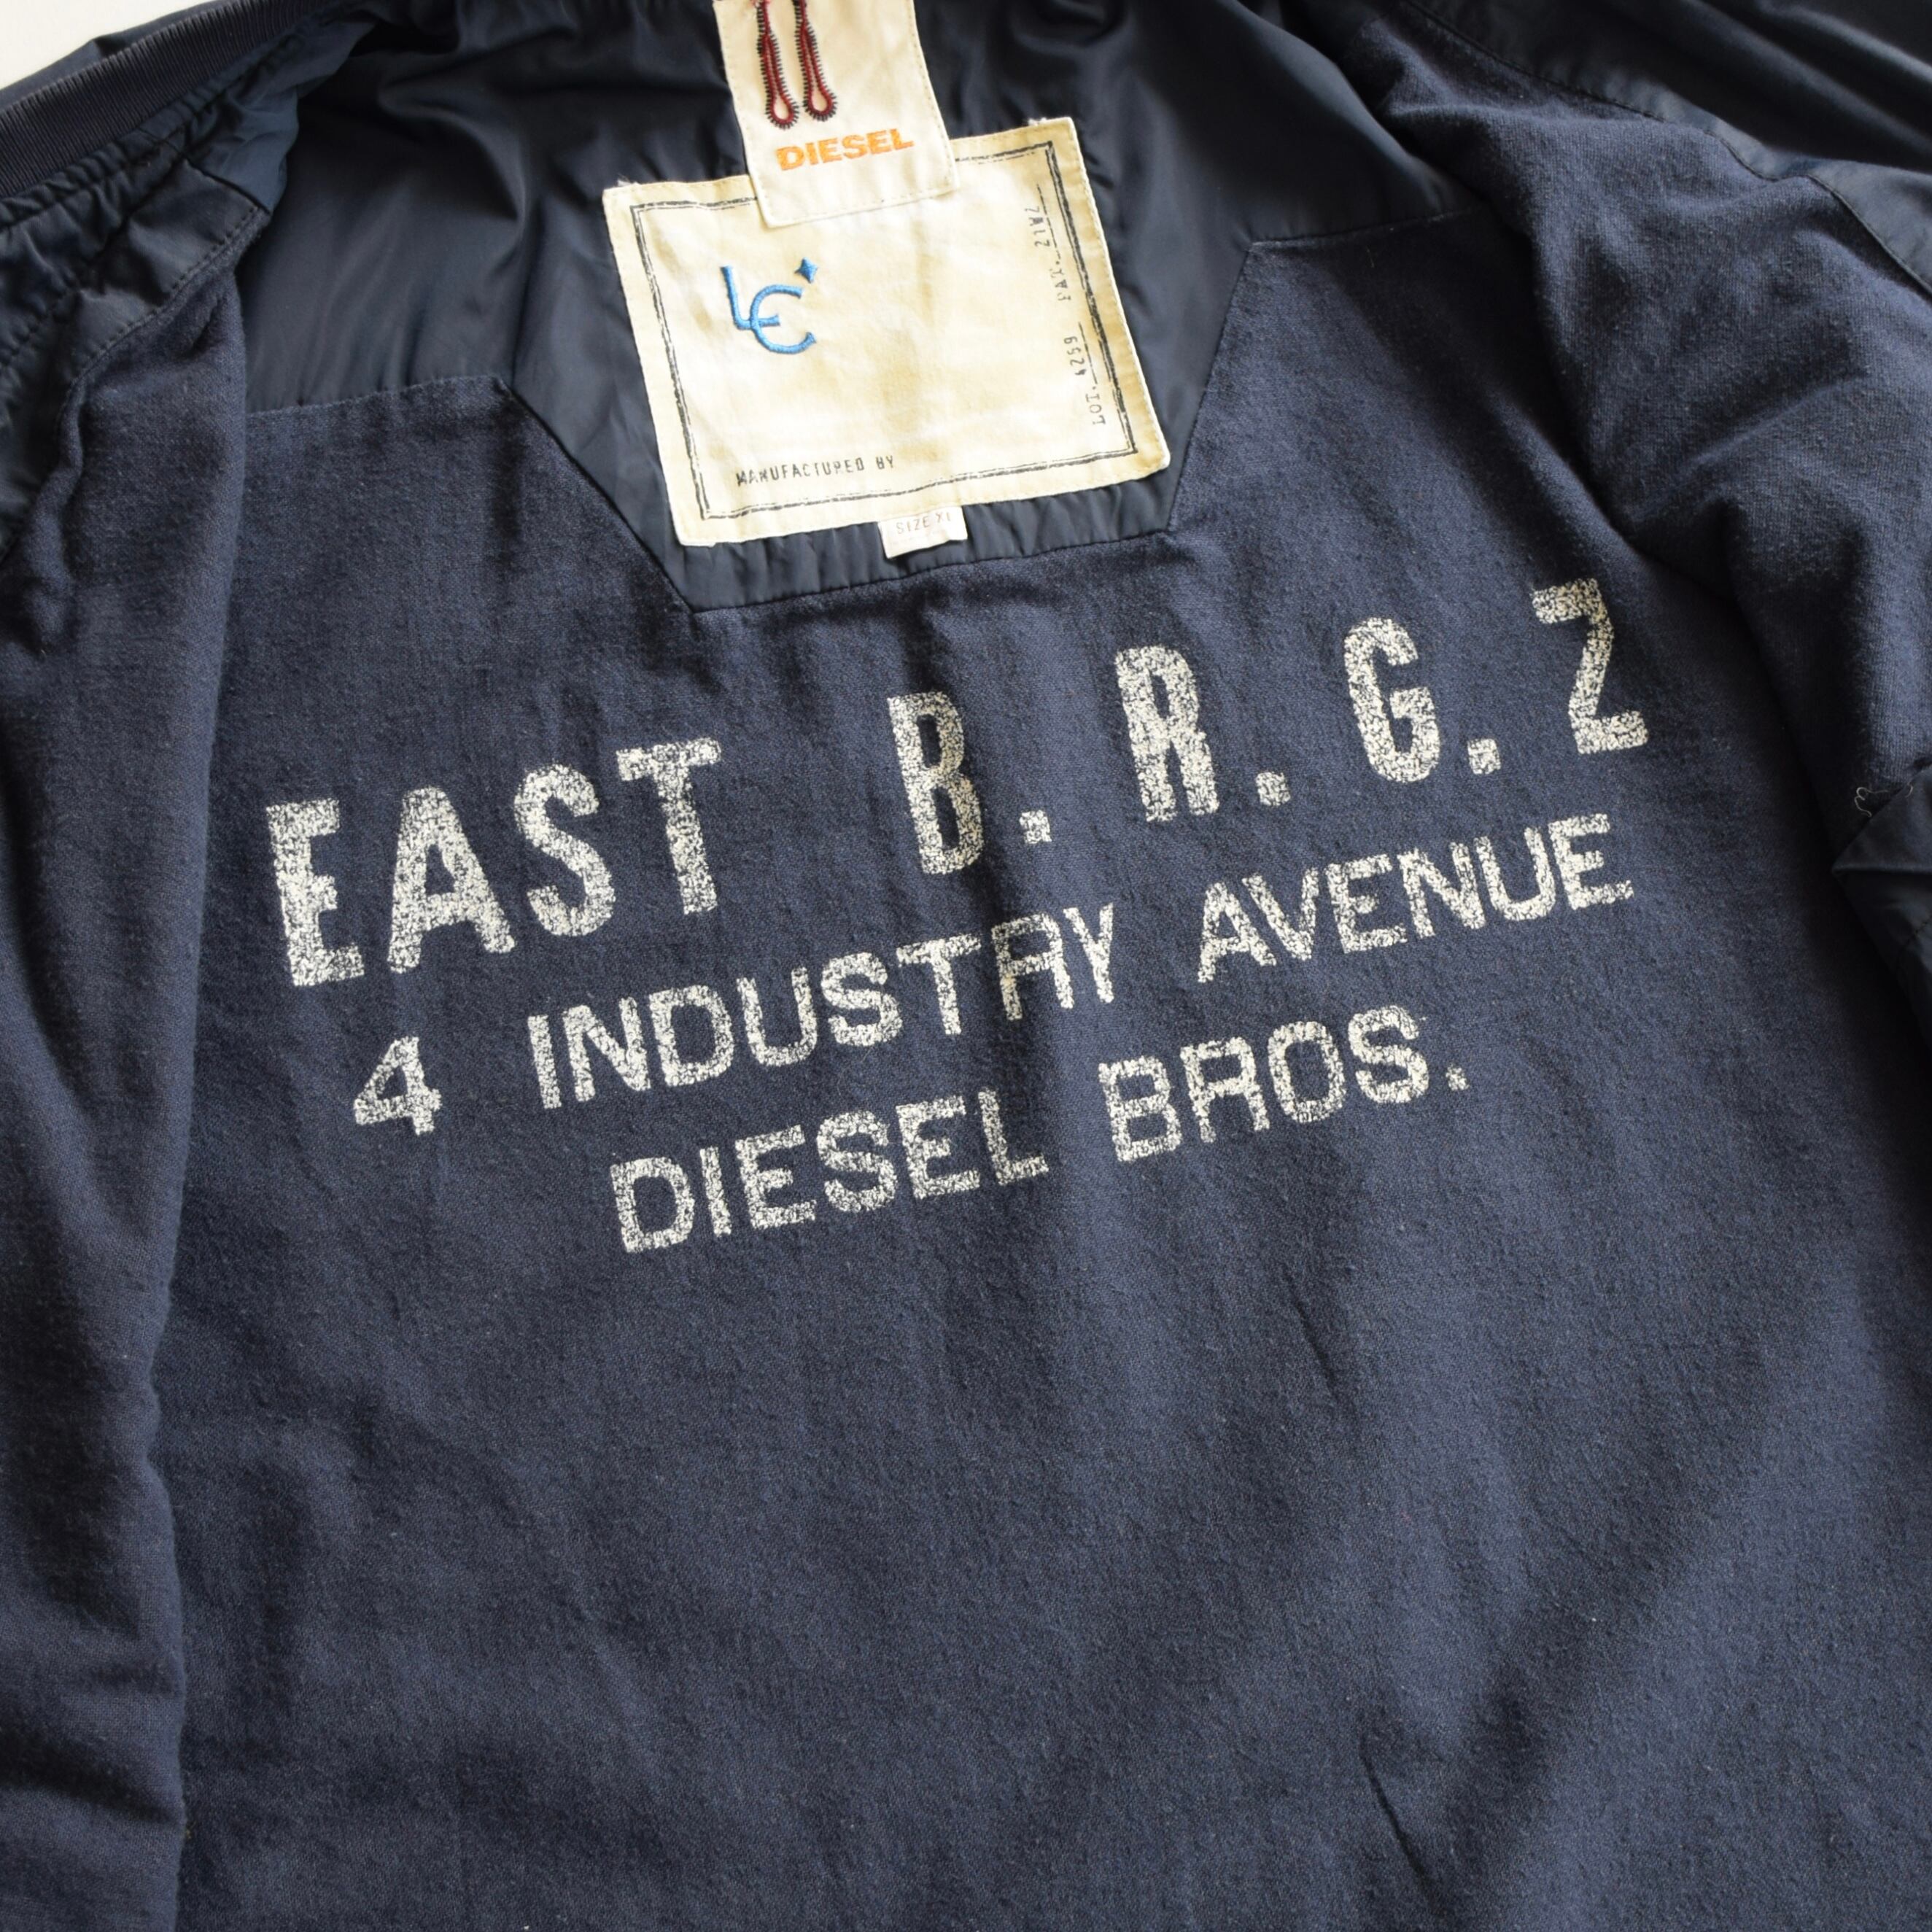 DIESEL
LC
LOT. 4259 PAT. 21W2
MANUFACTURED BY
SIZE XL
EAST B. R. G. Z
4 INDUSTRY AVENUE
DIESEL BROS.